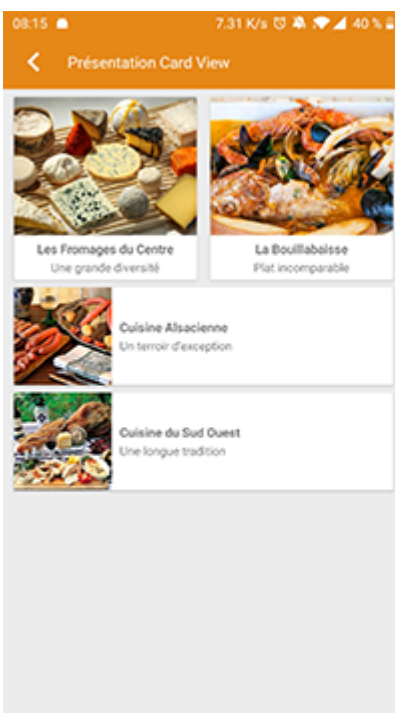 08:15 7.31 K/s 40 %
Présentation Card View
Les Fromages du Centre
Une grande diversité
La Bouillabaisse
Plat incomparable
Cuisine Alsacienne
Un terroir d'exception
Cuisine du Sud Ouest
Une longue tradition